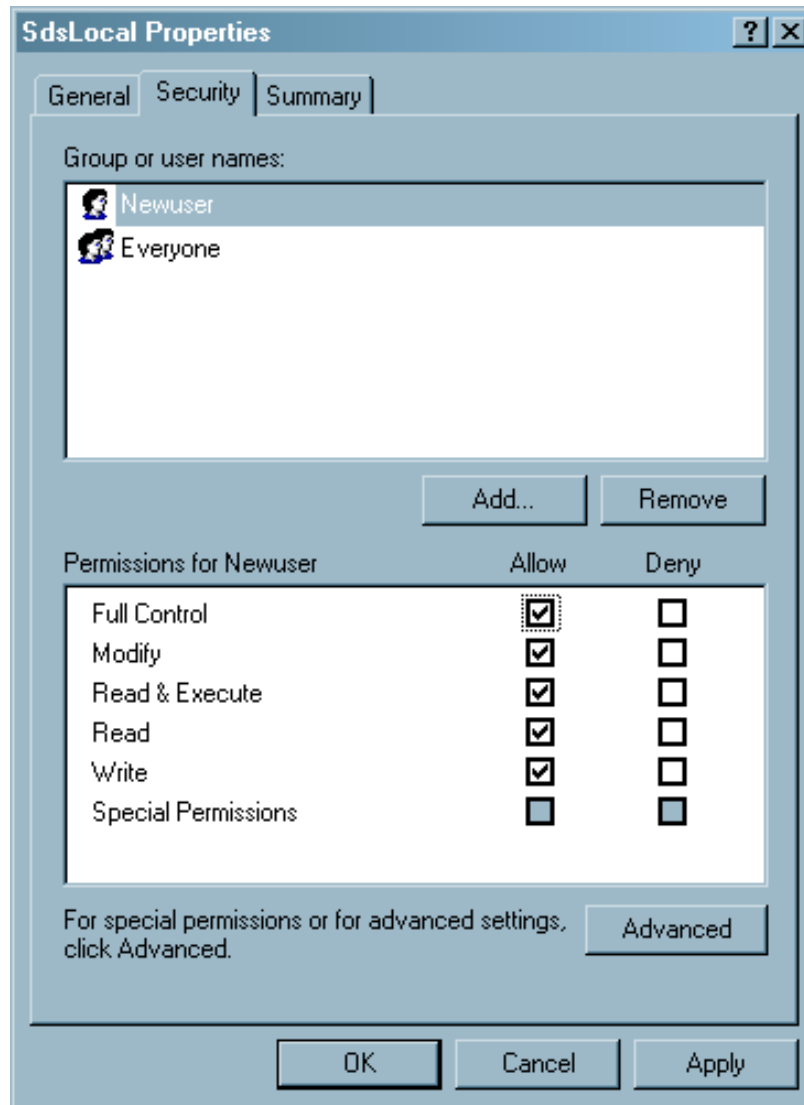 SdsLocal Properties
General Security Summary
Group or user names:
Newuser
Everyone
Add... Remove
Permissions for Newuser Allow Deny
Full Control
Modify
Read & Execute
Read
Write
Special Permissions
For special permissions or for advanced settings,
click Advanced.
Advanced
OK Cancel Apply